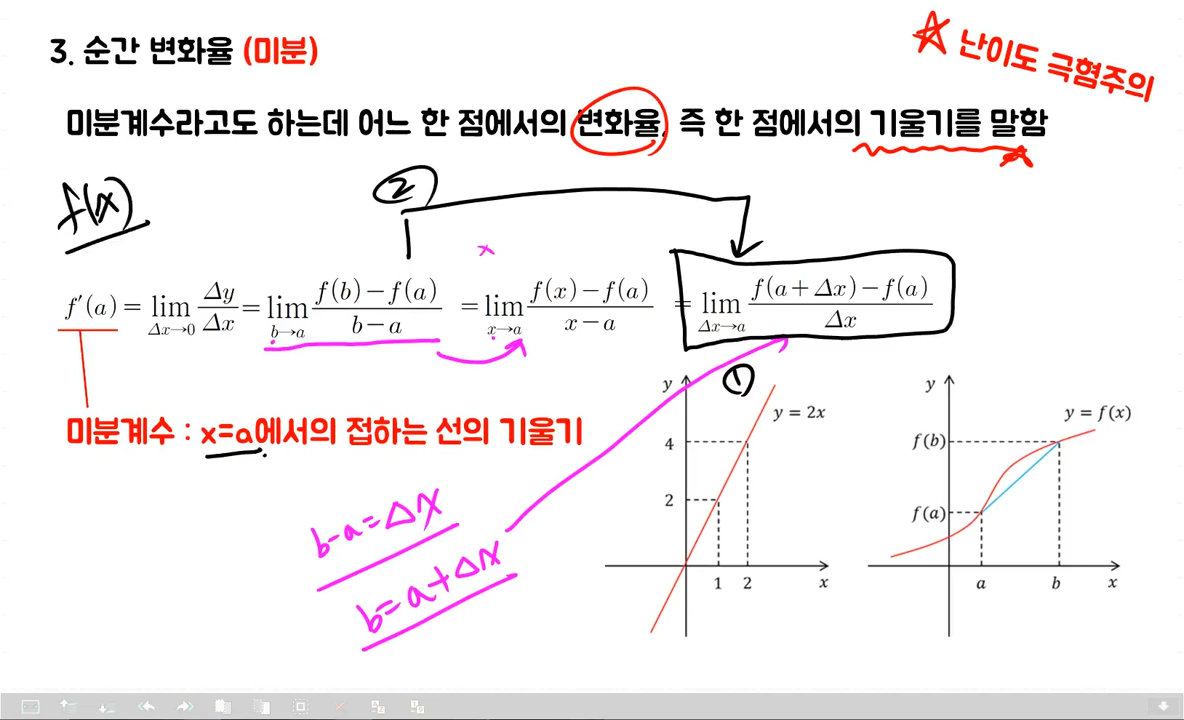 3. 순간 변화율 (미분)
난이도 극혐주의
미분계수라고도 하는데 어느 한 점에서의 변화율, 즉 한 점에서의 기울기를 말함
f(x)
②
x
f′(a) = lim Δx→0 Δy/Δx = lim b→a (f(b)−f(a))/(b−a) = lim x→a (f(x)−f(a))/(x−a) = lim Δx→a (f(a+Δx)−f(a))/Δx
①
미분계수 : x=a에서의 접하는 선의 기울기
b-a=Δx
b=a+Δx
y
y = 2x
4
2
1 2 x
y
y = f(x)
f(b)
f(a)
a b x